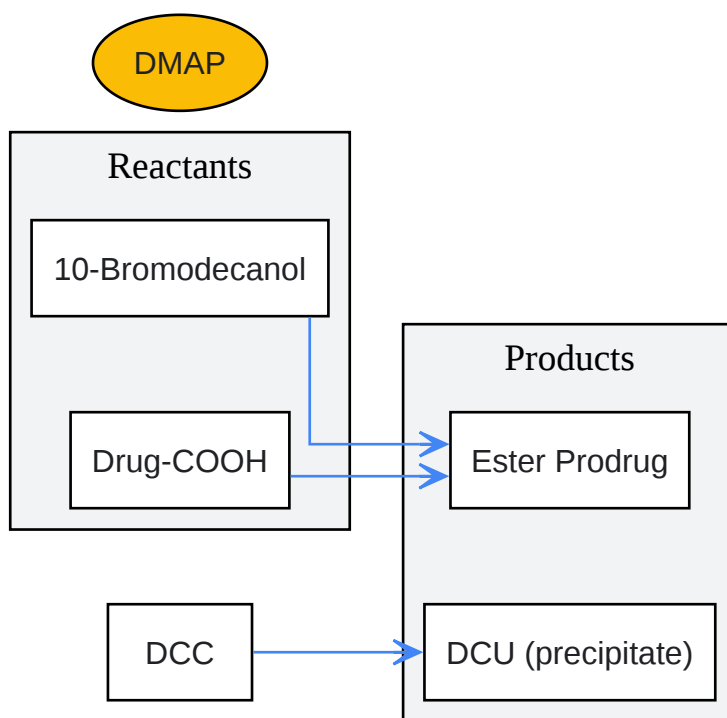 DMAP
Reactants
10-Bromodecanol
Drug-COOH
Products
Ester Prodrug
DCC
DCU (precipitate)